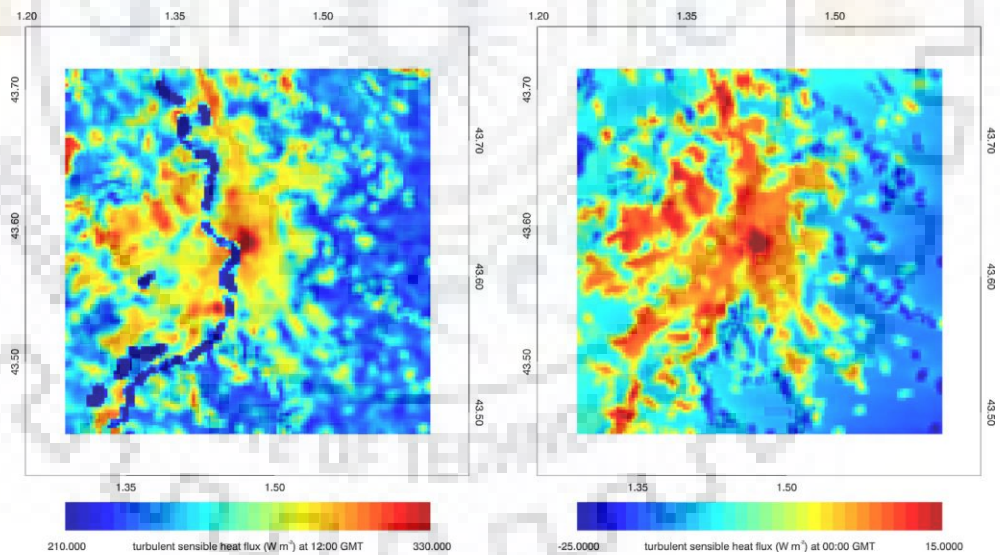 1.20 1.35 1.50 1.20 1.35 1.50
43.70 43.70 43.70 43.70
43.60 43.60 43.60 43.60
43.50 43.50 43.50 43.50
1.35 1.50 1.35 1.50
210.000 turbulent sensible heat flux (W m⁻²) at 12:00 GMT 330.000 -25.0000 turbulent sensible heat flux (W m⁻²) at 00:00 GMT 15.0000